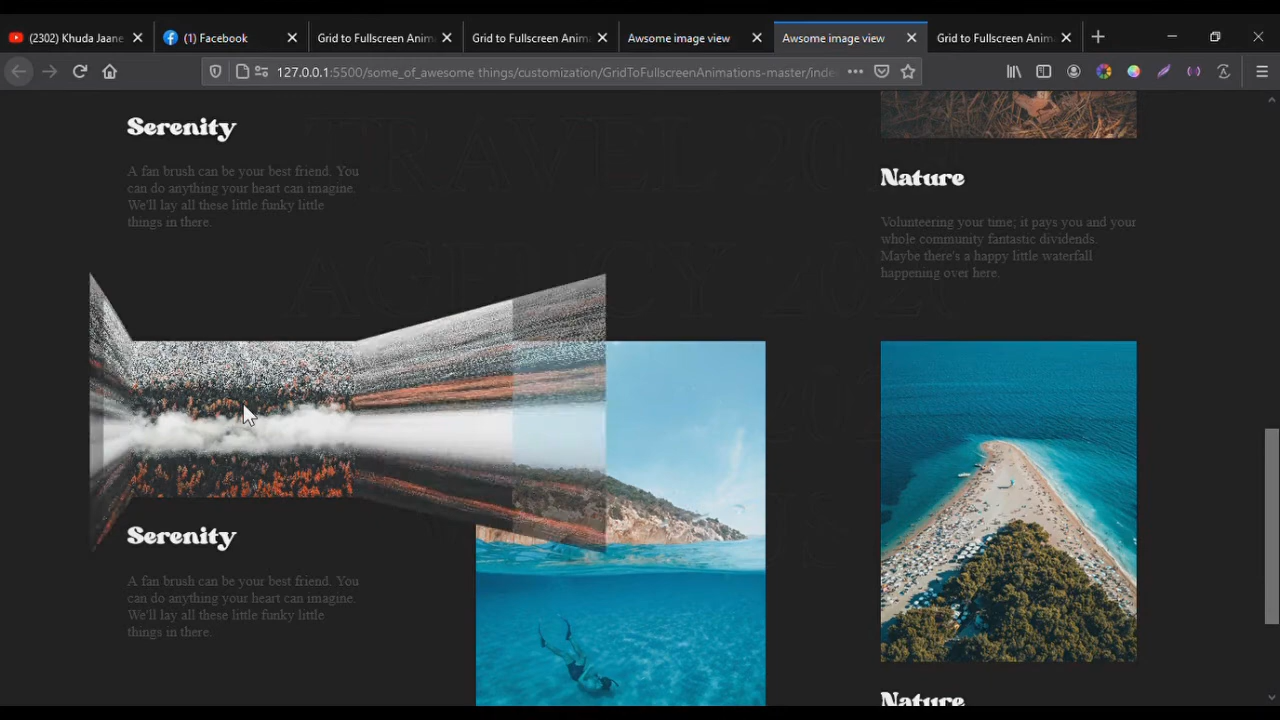 (2302) Khuda Jaane
(1) Facebook
Grid to Fullscreen Anim
Grid to Fullscreen Anim
Awsome image view
Awsome image view
Grid to Fullscreen Anim
127.0.0.1:5500/some_of_awesome things/customization/GridToFullscreenAnimations-master/inde
TRAVEL 202
AGENCY 202
Serenity
A fan brush can be your best friend. You
can do anything your heart can imagine.
We'll lay all these little funky little
things in there.
Nature
Volunteering your time; it pays you and your
whole community fantastic dividends.
Maybe there's a happy little waterfall
happening over here.
Serenity
A fan brush can be your best friend. You
can do anything your heart can imagine.
We'll lay all these little funky little
things in there.
Nature